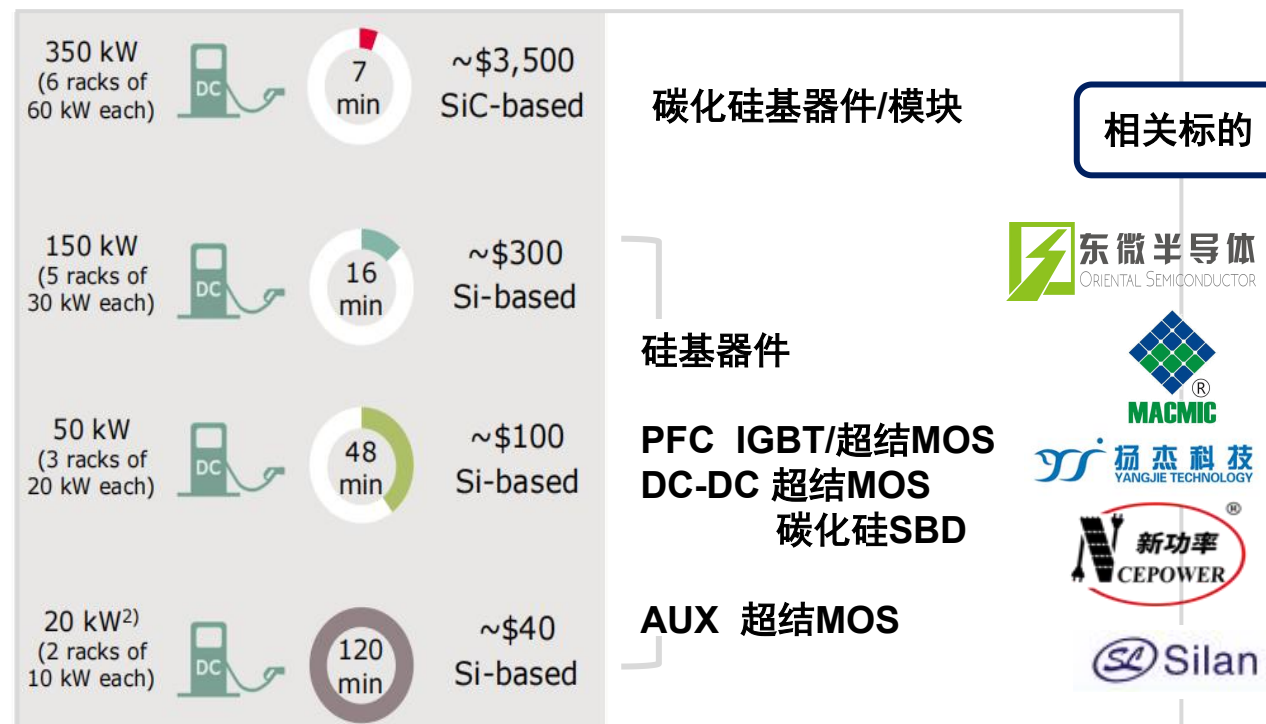 350 kW
(6 racks of
60 kW each)
DC
7
min
~$3,500
SiC-based
碳化硅基器件/模块
相关标的
150 kW
(5 racks of
30 kW each)
DC
16
min
~$300
Si-based
东微半导体
ORIENTAL SEMICONDUCTOR
硅基器件
® 
MACMIC
50 kW
(3 racks of
20 kW each)
DC
48
min
~$100
Si-based
PFC IGBT/超结MOS
DC-DC 超结MOS
碳化硅SBD
扬杰科技
YANGJIE TECHNOLOGY
®
新功率
NCEPOWER
20 kW2)
(2 racks of
10 kW each)
DC
120
min
~$40
Si-based
AUX 超结MOS
SL Silan